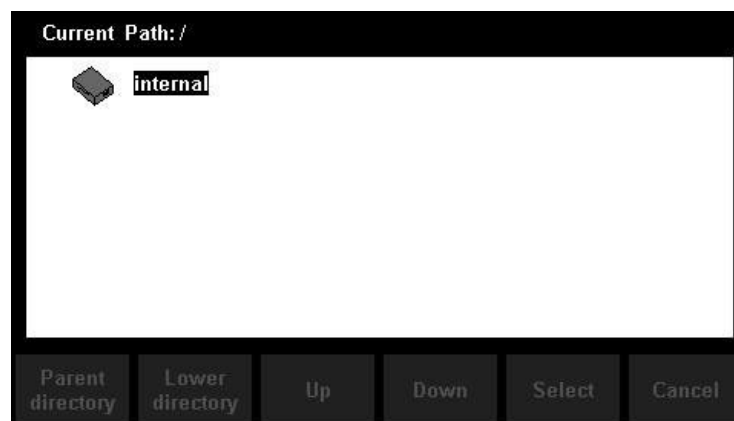 Current Path: /
internal
Parent directory
Lower directory
Up
Down
Select
Cancel